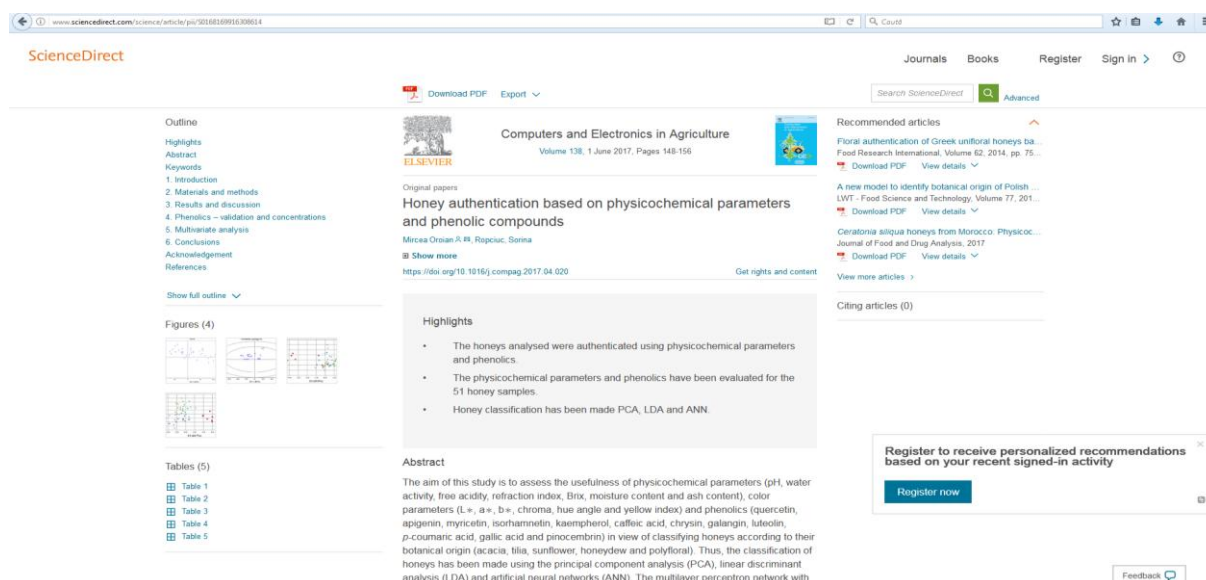 www.sciencedirect.com/science/article/pii/S0168169916308614
Caută
ScienceDirect
Journals Books Register Sign in >
Download PDF Export
Search ScienceDirect
Advanced
Outline
Highlights
Abstract
Keywords
1. Introduction
2. Materials and methods
3. Results and discussion
4. Phenolics – validation and concentrations
5. Multivariate analysis
6. Conclusions
Acknowledgement
References
Show full outline
Figures (4)
Tables (5)
Table 1
Table 2
Table 3
Table 4
Table 5
ELSEVIER
Computers and Electronics in Agriculture
Volume 138, 1 June 2017, Pages 148-156
Original papers
Honey authentication based on physicochemical parameters
and phenolic compounds
Mircea Oroian, Ropciuc, Sorina
Show more
https://doi.org/10.1016/j.compag.2017.04.020
Get rights and content
Highlights
• The honeys analysed were authenticated using physicochemical parameters
and phenolics.
• The physicochemical parameters and phenolics have been evaluated for the
51 honey samples.
• Honey classification has been made PCA, LDA and ANN.
Abstract
The aim of this study is to assess the usefulness of physicochemical parameters (pH, water
activity, free acidity, refraction index, Brix, moisture content and ash content), color
parameters (L∗, a∗, b∗, chroma, hue angle and yellow index) and phenolics (quercetin,
apigenin, myricetin, isorhamnetin, kaempherol, caffeic acid, chrysin, galangin, luteolin,
p-coumaric acid, gallic acid and pinocembrin) in view of classifying honeys according to their
botanical origin (acacia, tilia, sunflower, honeydew and polyfloral). Thus, the classification of
honeys has been made using the principal component analysis (PCA), linear discriminant
analysis (LDA) and artificial neural networks (ANN). The multilayer perceptron network with
Recommended articles
Floral authentication of Greek unifloral honeys ba...
Food Research International, Volume 62, 2014, pp. 75...
Download PDF View details
A new model to identify botanical origin of Polish ...
LWT - Food Science and Technology, Volume 77, 201...
Download PDF View details
Ceratonia siliqua honeys from Morocco: Physicoc...
Journal of Food and Drug Analysis, 2017
Download PDF View details
View more articles >
Citing articles (0)
Register to receive personalized recommendations
based on your recent signed-in activity
Register now
Feedback